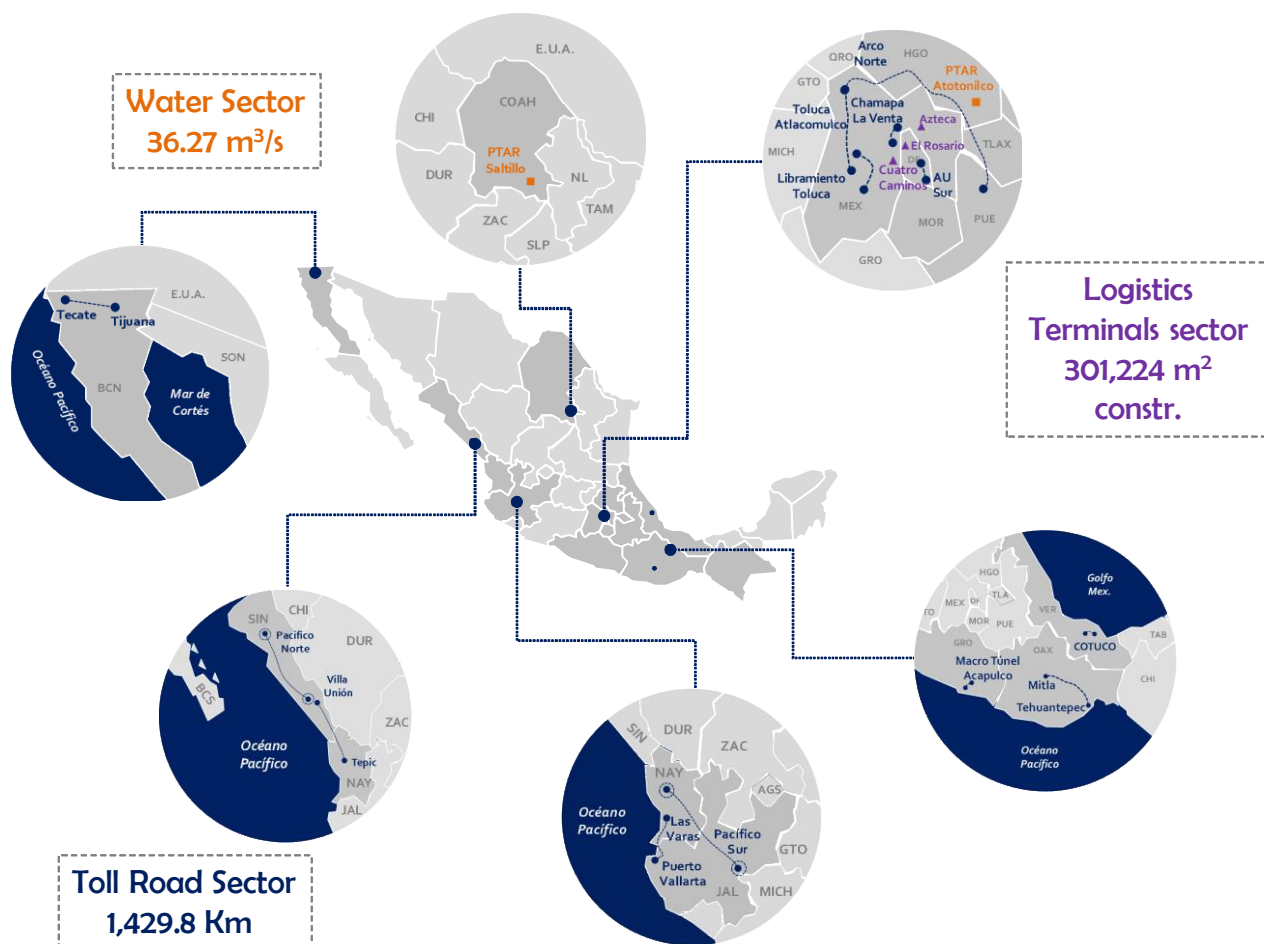 Water Sector
36.27 m³/s
E.U.A.
COAH
CHI
DUR
PTAR
Saltillo
NL
TAM
ZAC
SLP
Arco
Norte
HGO
QRO
GTO
PTAR
Atotonilco
Toluca
Atlacomulco
Chamapa
La Venta
Azteca
El Rosario
TLAX
MICH
DF
Cuatro
Caminos
AU
Sur
Libramiento
Toluca
MEX
MOR
PUE
GRO
Logistics
Terminals sector
301,224 m²
constr.
E.U.A.
Tecate
Tijuana
SON
BCN
Océano Pacífico
Mar de
Cortés
SIN
CHI
DUR
Pacífico
Norte
Villa
Unión
BCS
ZAC
Océano
Pacífico
Tepic
NAY
JAL
SIN
DUR
ZAC
NAY
AGS
Océano
Pacífico
Las
Varas
Pacífico
Sur
GTO
Puerto
Vallarta
JAL
MICH
HGO
Golfo
Mex.
TO
MEX
DF
TLA
VER
MOR
PUE
GRO
OAX
COTUCO
TAB
CHI
Macro Túnel
Acapulco
Mitla
Tehuantepec
Océano
Pacífico
Toll Road Sector
1,429.8 Km